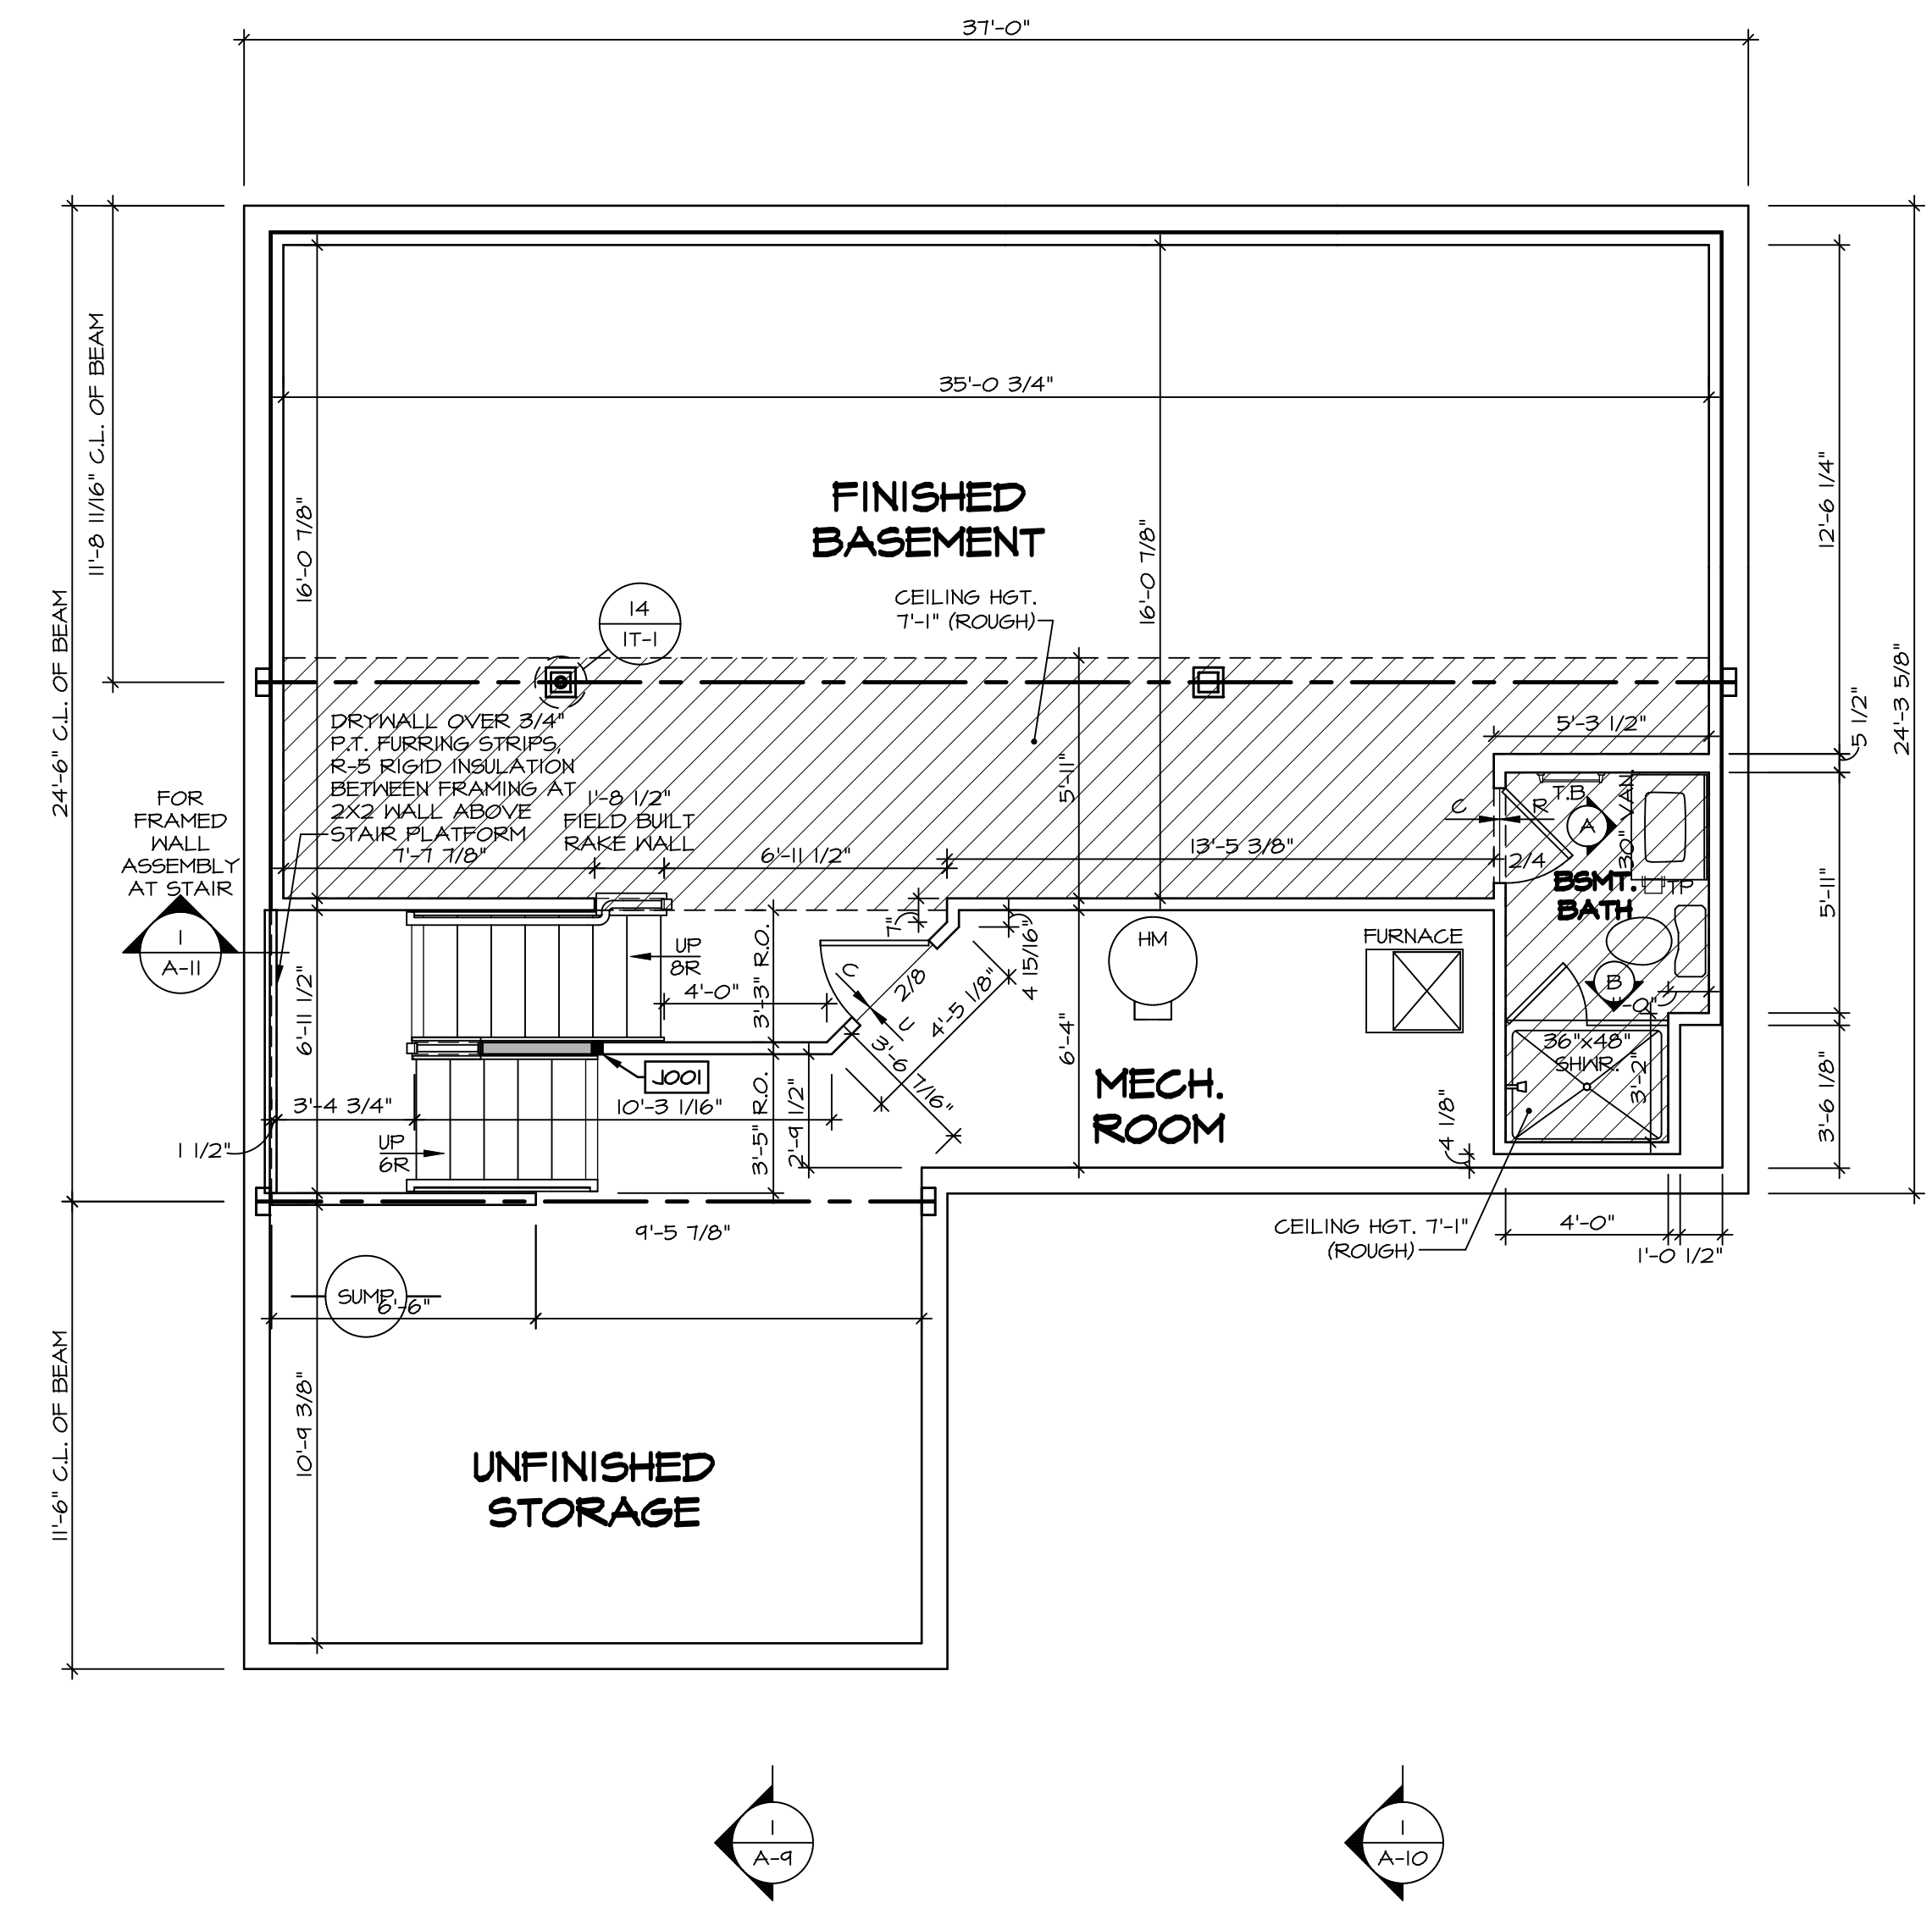 37'-0"
24'-6" C.L. OF BEAM
11'-8 11/16" C.L. OF BEAM
35'-0 3/4"
16'-0 7/8"
16'-0 7/8"
FINISHED
BASEMENT
CEILING HGT.
7'-1" (ROUGH)
14
1T-1
12'-6 1/4"
5 1/2"
24'-3 5/8"
DRYWALL OVER 3/4"
P.T. FURRING STRIPS,
R-5 RIGID INSULATION
BETWEEN FRAMING AT
2X2 WALL ABOVE
STAIR PLATFORM
FOR
FRAMED
WALL
ASSEMBLY
AT STAIR
1
A-11
1'-8 1/2"
FIELD BUILT
RAKE WALL
7'-7 7/8"
6'-11 1/2"
13'-5 3/8"
5'-11"
5'-3 1/2"
C
R
T.B.
A
30" VAN.
2/4
BSMT.
BATH
TP
5'-11"
B
1'-0"
36"x48"
SHWR.
3'-2"
3'-6 1/8"
UP
8R
4'-0"
3'-3" R.O.
7"
C
2/8
U
4 15/16"
4'-5 1/8"
3'-6 7/16"
HM
FURNACE
6'-4"
MECH.
ROOM
6'-11 1/2"
J001
3'-4 3/4"
10'-3 1/16"
3'-5" R.O.
2'-9 1/2"
1 1/2"
UP
6R
4 1/8"
CEILING HGT. 7'-1"
(ROUGH)
4'-0"
1'-0 1/2"
9'-5 7/8"
SUMP
6'-6"
11'-6" C.L. OF BEAM
10'-9 3/8"
UNFINISHED
STORAGE
1
A-9
1
A-10